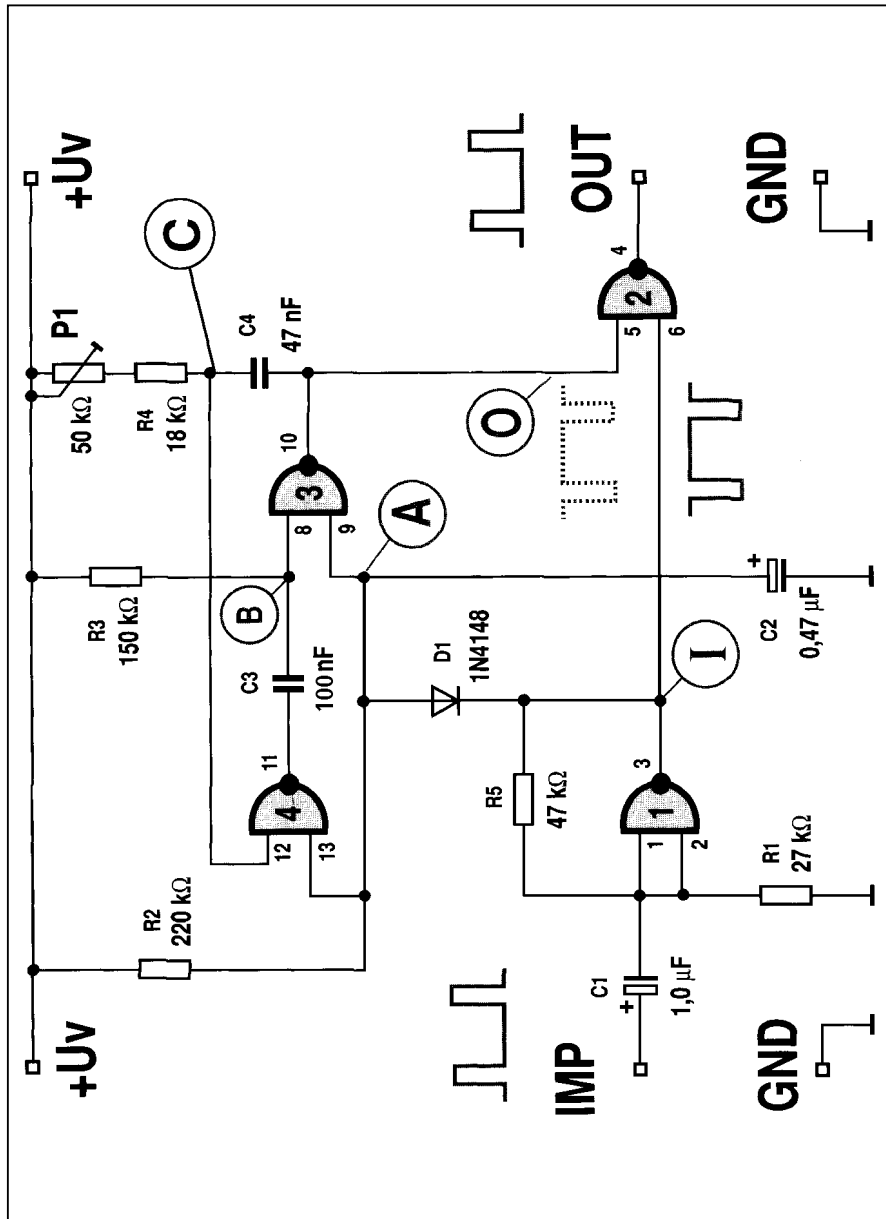 +Uv
+Uv
R2
220 kΩ
R3
150 kΩ
P1
50 kΩ
R4
18 kΩ
C
C4
47 nF
12
13
4
11
C3
100 nF
B
8
9
3
10
A
O
IMP
C1
+
1,0 µF
R5
47 kΩ
D1
1N4148
1
2
1
3
R1
27 kΩ
I
C2
+
0,47 µF
5
6
2
4
OUT
GND
GND